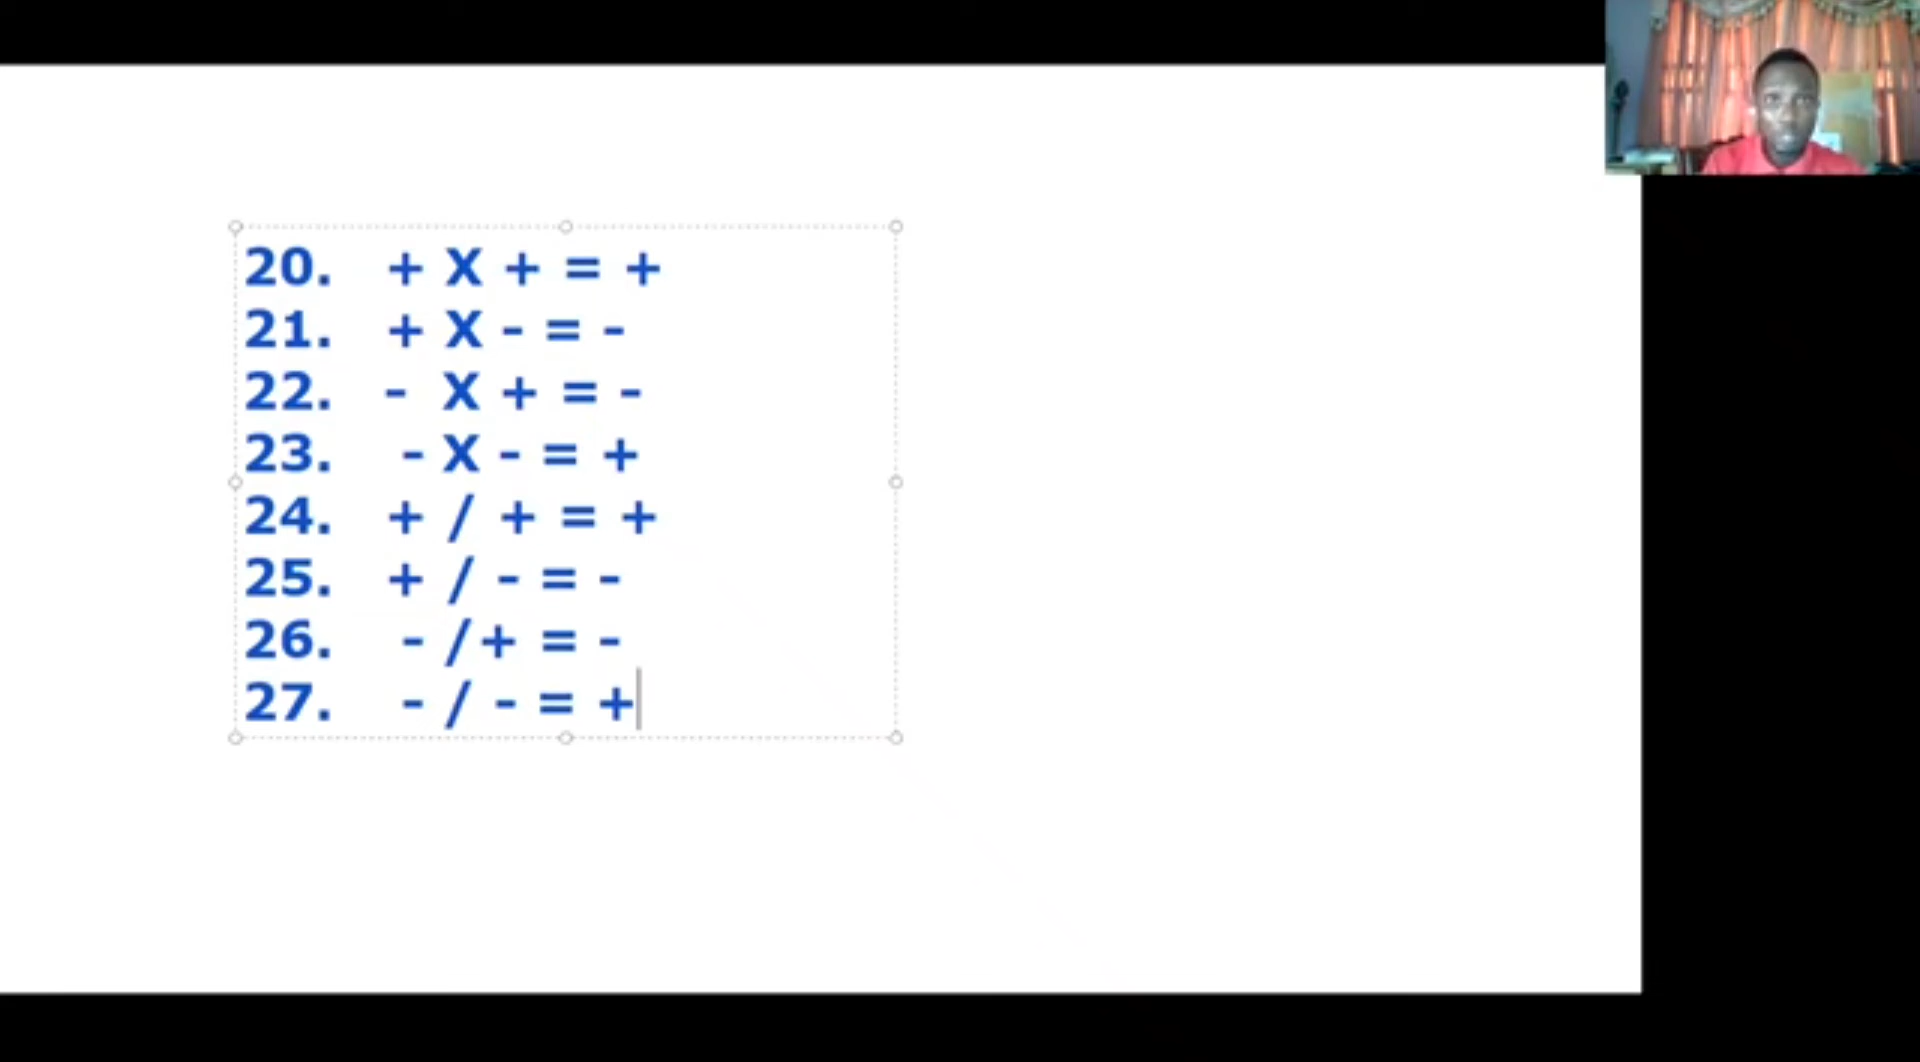 20. + X + = +
21. + X - = -
22. - X + = -
23. - X - = +
24. + / + = +
25. + / - = -
26. - /+ = -
27. - / - = +